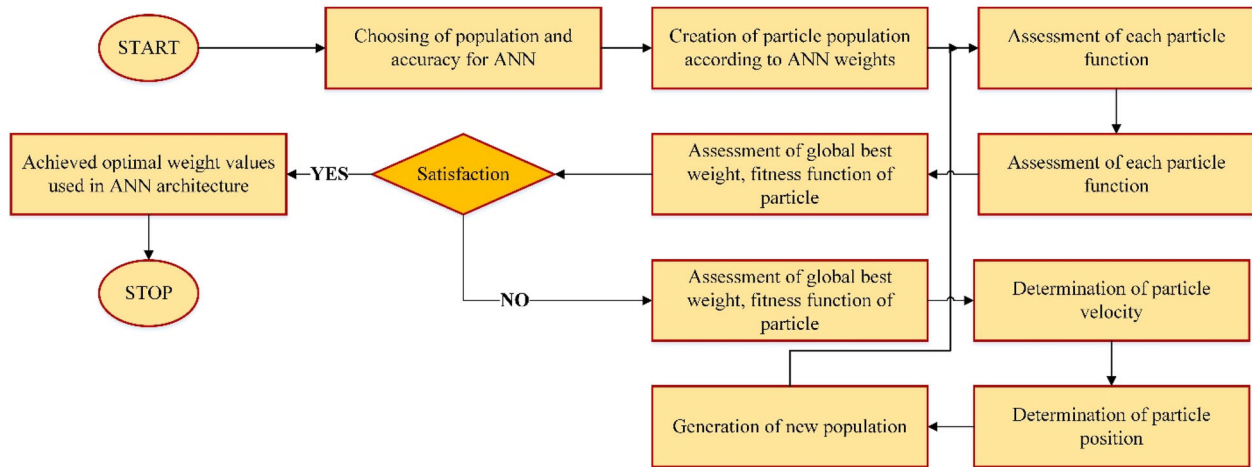 START
Choosing of population and
accuracy for ANN
Creation of particle population
according to ANN weights
Assessment of each particle
function
Achieved optimal weight values
used in ANN architecture
YES
Satisfaction
Assessment of global best
weight, fitness function of
particle
Assessment of each particle
function
STOP
NO
Assessment of global best
weight, fitness function of
particle
Determination of particle
velocity
Generation of new population
Determination of particle
position